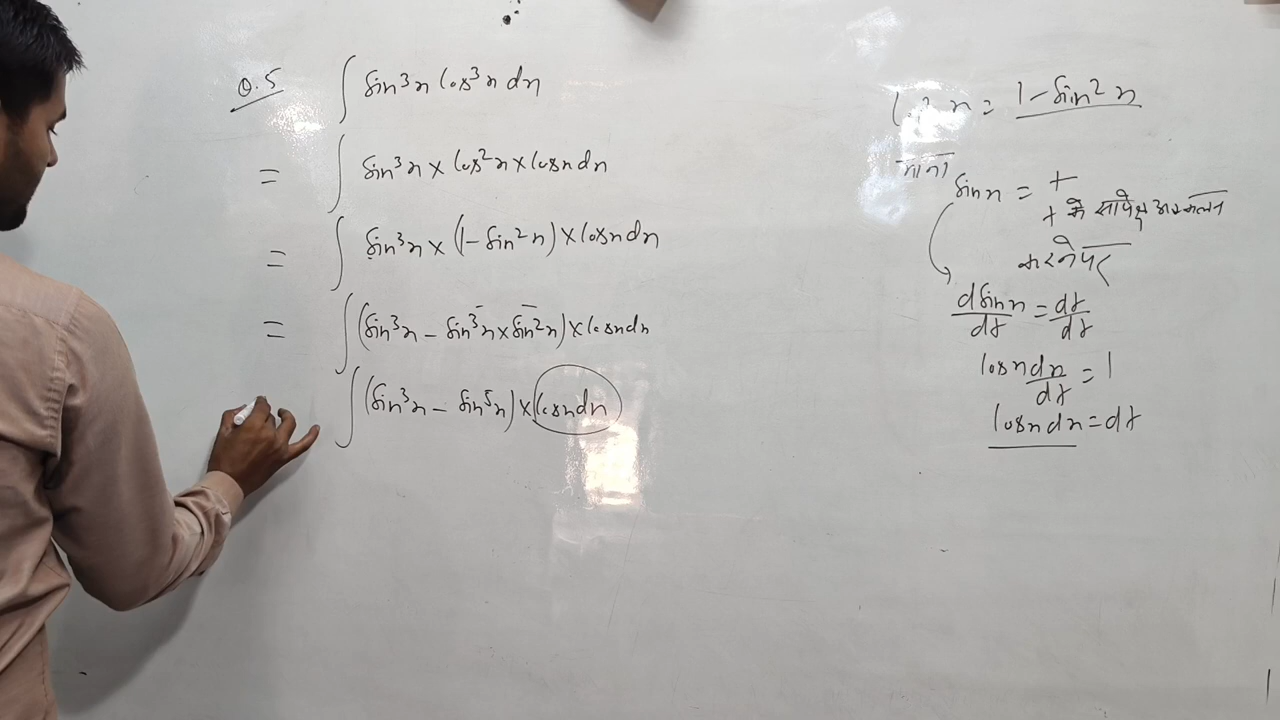 Q.5 ∫ sin³x cos³x dx
= ∫ sin³x × cos²x × cosx dx
= ∫ sin³x × (1 - sin²x) × cosx dx
= ∫ (sin³x - sin³x × sin²x) × cosx dx
∫ (sin³x - sin⁵x) × cosx dx
x = 1 - sin²x
माना
sinx = t
t के सापेक्ष अवकलन
करने पर
dsinx/dt = dt/dt
cosx dx/dt = 1
cosx dx = dt